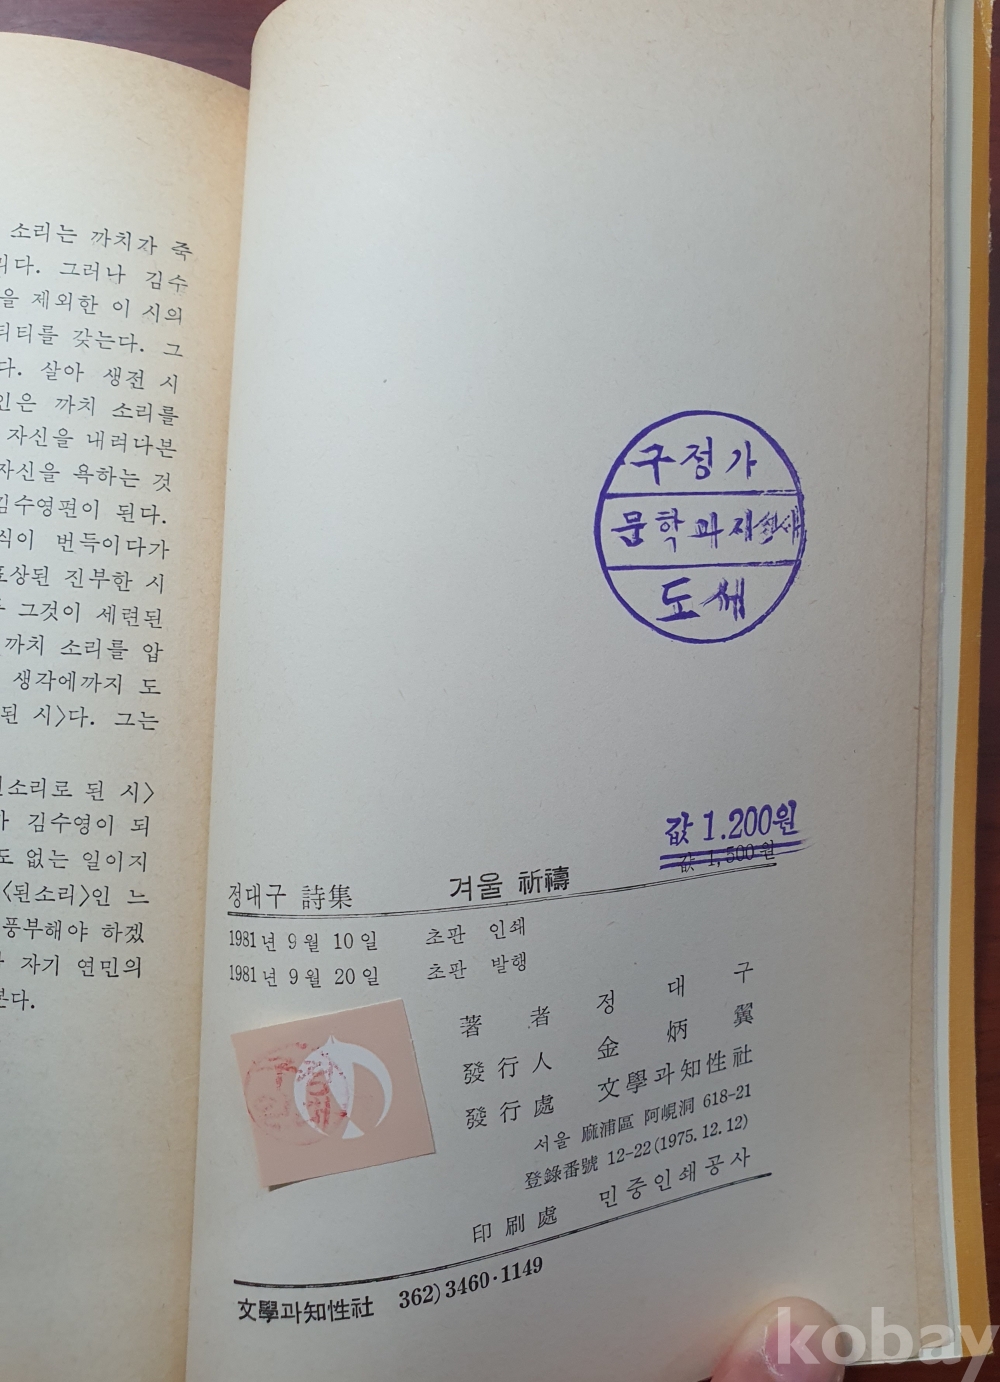 소리는 까치자 죽
리다. 그러나 김수
을 제외한 이 시의
티티를 갖는다. 그
다. 살아 생전 시
인은 까치 소리를
자신을 내려다본
자신을 욕하는 것
김수영편이 된다.
식이 번득이다가
표상된 진부한 시
그것이 세련된
까치 소리를 압
생각에까지 도
된 시〉다. 그는
된소리로 된 시〉
가 김수영이 되
도 없는 일이지
〈된소리〉인 느
풍부해야 하겠
자기 연민의
본다.
구정가
문학과지성사
도쎄
값 1.200원
값 1,500원
정대구 詩集 겨울 祈禱
1981년 9월 10일 초판 인쇄
1981년 9월 20일 초판 발행
著者 정대구
發行人 金炳翼
發行處 文學과知性社
서울 麻浦區 阿峴洞 618-21
登錄番號 12-22(1975. 12. 12)
印刷處 민중인쇄공사
文學과知性社 362)3460·1149
kobay